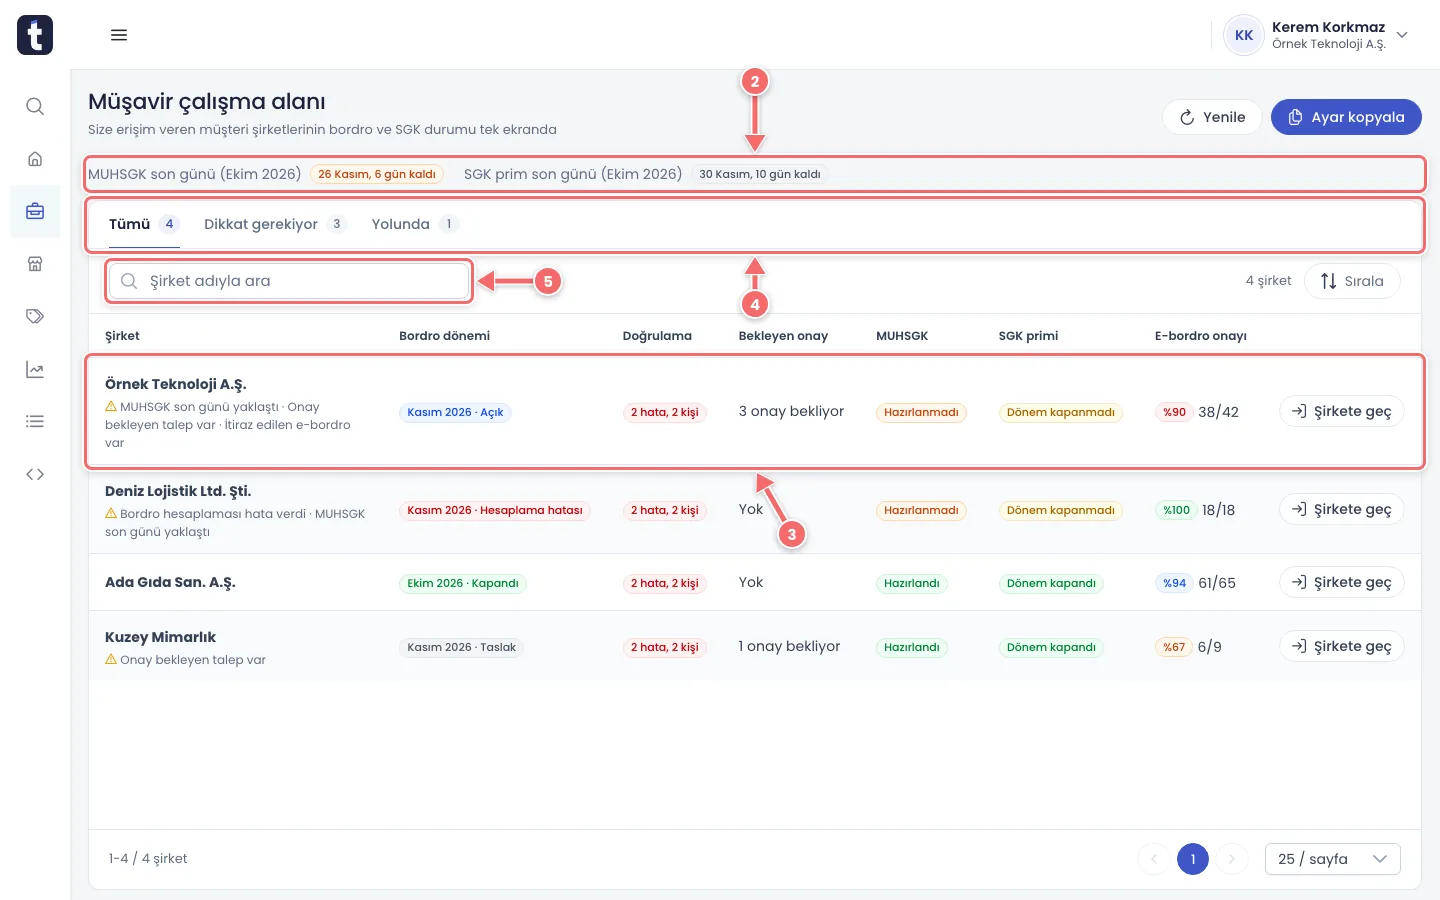 t
KK
Kerem Korkmaz
Örnek Teknoloji A.Ş.
2
Müşavir çalışma alanı
Size erişim veren müşteri şirketlerinin bordro ve SGK durumu tek ekranda
Yenile
Ayar kopyala
MUHSGK son günü (Ekim 2026) 26 Kasım, 6 gün kaldı SGK prim son günü (Ekim 2026) 30 Kasım, 10 gün kaldı
Tümü 4 Dikkat gerekiyor 3 Yolunda 1
Şirket adıyla ara
5
4
4 şirket
Sırala
Şirket Bordro dönemi Doğrulama Bekleyen onay MUHSGK SGK primi E-bordro onayı
Örnek Teknoloji A.Ş.
MUHSGK son günü yaklaştı · Onay
bekleyen talep var · İtiraz edilen e-bordro
var
Kasım 2026 · Açık 2 hata, 2 kişi 3 onay bekliyor Hazırlanmadı Dönem kapanmadı %90 38/42 Şirkete geç
Deniz Lojistik Ltd. Şti.
Bordro hesaplaması hata verdi · MUHSGK
son günü yaklaştı
Kasım 2026 · Hesaplama hatası 2 hata, 2 kişi Yok Hazırlanmadı Dönem kapanmadı %100 18/18 Şirkete geç
3
Ada Gıda San. A.Ş. Ekim 2026 · Kapandı 2 hata, 2 kişi Yok Hazırlandı Dönem kapandı %94 61/65 Şirkete geç
Kuzey Mimarlık
Onay bekleyen talep var
Kasım 2026 · Taslak 2 hata, 2 kişi 1 onay bekliyor Hazırlandı Dönem kapandı %67 6/9 Şirkete geç
1-4 / 4 şirket
1
25 / sayfa